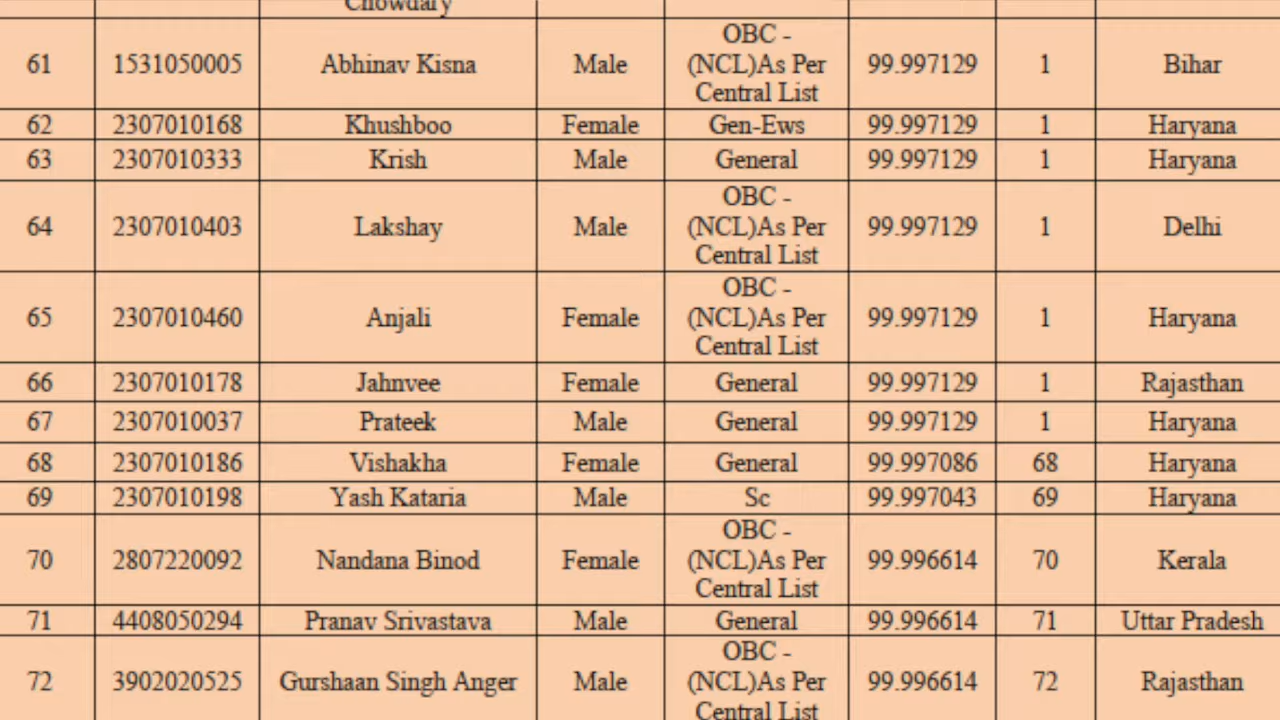 Chowdary
61 1531050005 Abhinav Kisna Male OBC - (NCL)As Per Central List 99.997129 1 Bihar
62 2307010168 Khushboo Female Gen-Ews 99.997129 1 Haryana
63 2307010333 Krish Male General 99.997129 1 Haryana
64 2307010403 Lakshay Male OBC - (NCL)As Per Central List 99.997129 1 Delhi
65 2307010460 Anjali Female OBC - (NCL)As Per Central List 99.997129 1 Haryana
66 2307010178 Jahnvee Female General 99.997129 1 Rajasthan
67 2307010037 Prateek Male General 99.997129 1 Haryana
68 2307010186 Vishakha Female General 99.997086 68 Haryana
69 2307010198 Yash Kataria Male Sc 99.997043 69 Haryana
70 2807220092 Nandana Binod Female OBC - (NCL)As Per Central List 99.996614 70 Kerala
71 4408050294 Pranav Srivastava Male General 99.996614 71 Uttar Pradesh
72 3902020525 Gurshaan Singh Anger Male OBC - (NCL)As Per Central List 99.996614 72 Rajasthan